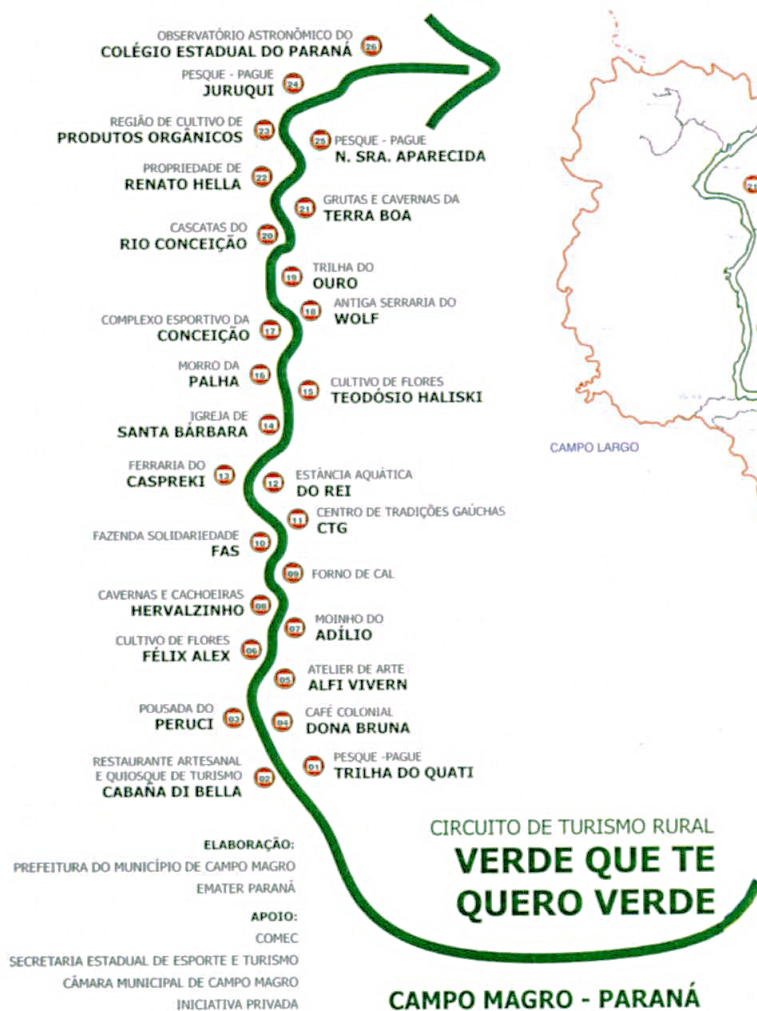 OBSERVATÓRIO ASTRONÔMICO DO
COLÉGIO ESTADUAL DO PARANÁ
26
PESQUE - PAGUE
JURUQUI
24
REGIÃO DE CULTIVO DE
PRODUTOS ORGÂNICOS
23
25
PESQUE - PAGUE
N. SRA. APARECIDA
PROPRIEDADE DE
RENATO HELLA
22
21
GRUTAS E CAVERNAS DA
TERRA BOA
CASCATAS DO
RIO CONCEIÇÃO
20
19
TRILHA DO
OURO
18
ANTIGA SERRARIA DO
WOLF
COMPLEXO ESPORTIVO DA
CONCEIÇÃO
17
MORRO DA
PALHA
16
15
CULTIVO DE FLORES
TEODÓSIO HALISKI
IGREJA DE
SANTA BÁRBARA
14
FERRARIA DO
CASPREKI
13
12
ESTÂNCIA AQUÁTICA
DO REI
11
CENTRO DE TRADIÇÕES GAÚCHAS
CTG
FAZENDA SOLIDARIEDADE
FAS
10
09
FORNO DE CAL
CAVERNAS E CACHOEIRAS
HERVALZINHO
08
07
MOINHO DO
ADÍLIO
CULTIVO DE FLORES
FÉLIX ALEX
06
05
ATELIER DE ARTE
ALFI VIVERN
POUSADA DO
PERUCI
03
04
CAFÉ COLONIAL
DONA BRUNA
01
PESQUE -PAGUE
TRILHA DO QUATI
RESTAURANTE ARTESANAL
E QUIOSQUE DE TURISMO
CABAÑA DI BELLA
02
21
CAMPO LARGO
ELABORAÇÃO:
PREFEITURA DO MUNICÍPIO DE CAMPO MAGRO
EMATER PARANÁ
APOIO:
COMEC
SECRETARIA ESTADUAL DE ESPORTE E TURISMO
CÂMARA MUNICIPAL DE CAMPO MAGRO
INICIATIVA PRIVADA
CIRCUITO DE TURISMO RURAL
VERDE QUE TE
QUERO VERDE
CAMPO MAGRO - PARANÁ